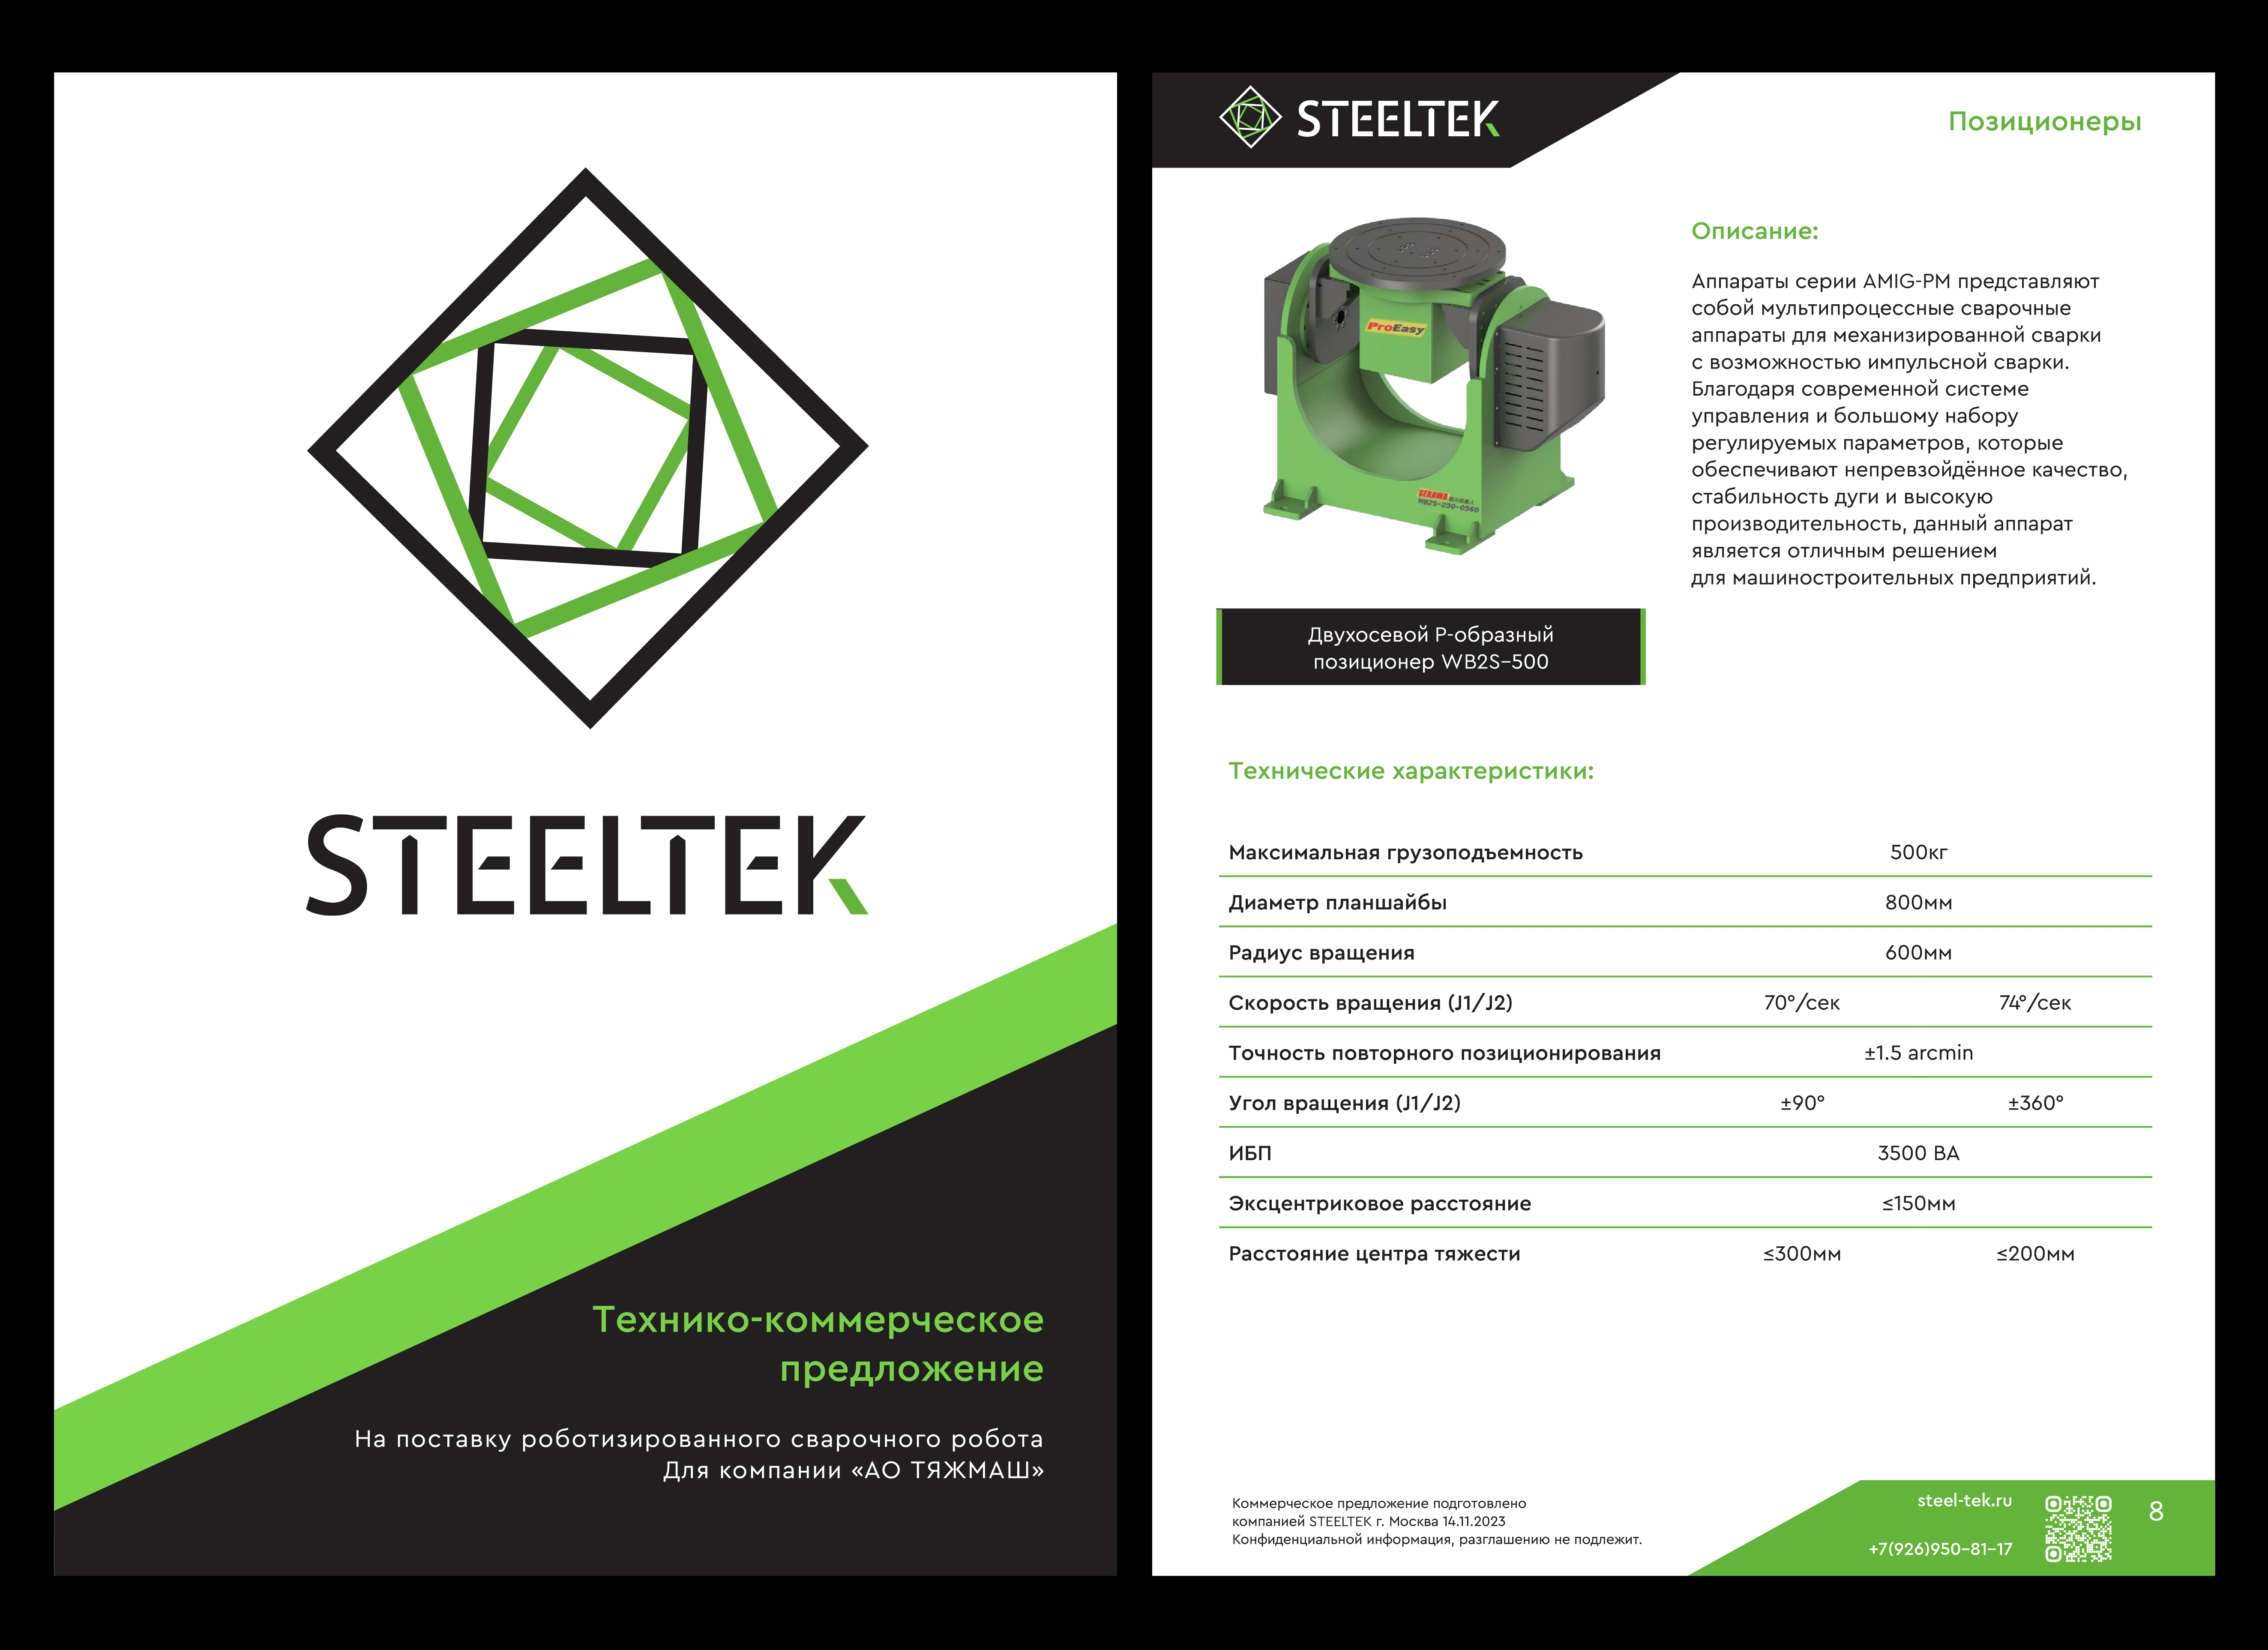 STEELTEK
Технико-коммерческое
предложение
На поставку роботизированного сварочного робота
Для компании «АО ТЯЖМАШ»
STEELTEK
Позиционеры
ProEasy
SEKAWA
WB2S-250-0560
Двухосевой Р-образный
позиционер WB2S-500
Описание:
Аппараты серии AMIG-PM представляют
собой мультипроцессные сварочные
аппараты для механизированной сварки
с возможностью импульсной сварки.
Благодаря современной системе
управления и большому набору
регулируемых параметров, которые
обеспечивают непревзойдённое качество,
стабильность дуги и высокую
производительность, данный аппарат
является отличным решением
для машиностроительных предприятий.
Технические характеристики:
Максимальная грузоподъемность 500кг
Диаметр планшайбы 800мм
Радиус вращения 600мм
Скорость вращения (J1/J2) 70°/сек 74°/сек
Точность повторного позиционирования ±1.5 arcmin
Угол вращения (J1/J2) ±90° ±360°
ИБП 3500 ВА
Эксцентриковое расстояние ≤150мм
Расстояние центра тяжести ≤300мм ≤200мм
Коммерческое предложение подготовлено
компанией STEELTEK г. Москва 14.11.2023
Конфиденциальной информация, разглашению не подлежит.
steel-tek.ru
+7(926)950-81-17
8